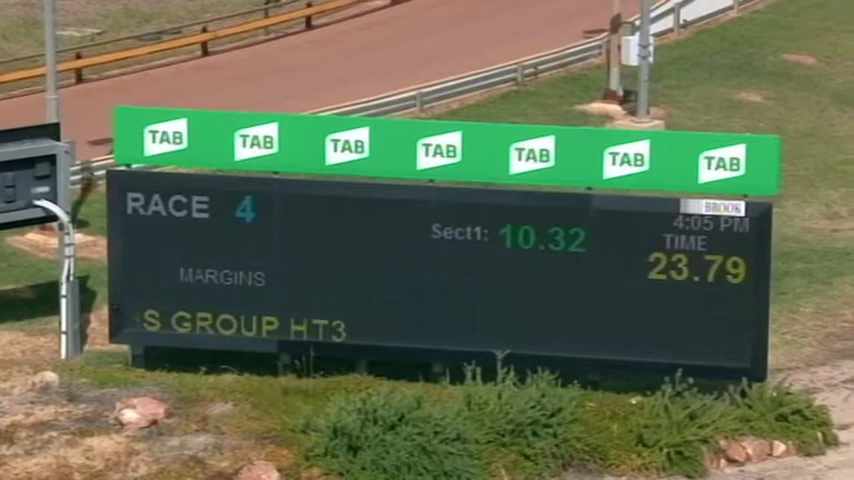 TAB TAB TAB TAB TAB TAB TAB
BROOK
RACE 4
4:05 PM
Sect1: 10.32
TIME
23.79
MARGINS
S GROUP HT3